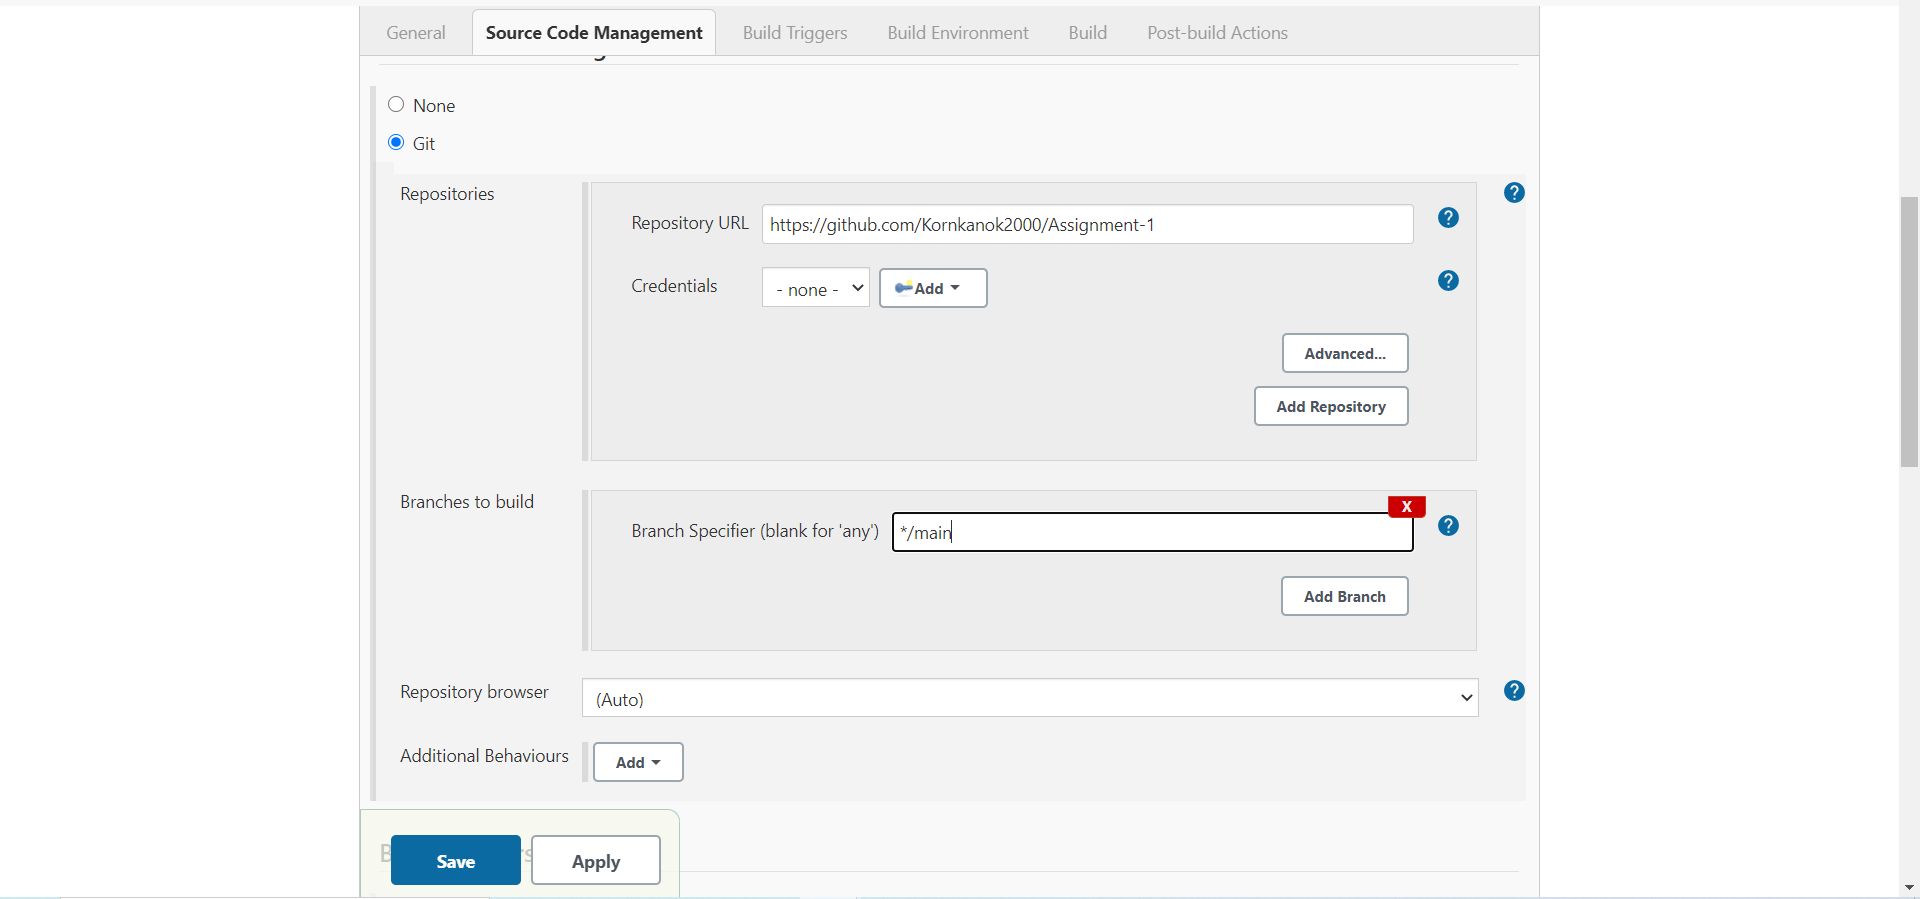 General Source Code Management Build Triggers Build Environment Build Post-build Actions
None
Git
Repositories ?
Repository URL https://github.com/Kornkanok2000/Assignment-1 ?
Credentials - none - Add ?
Advanced...
Add Repository
Branches to build
X
Branch Specifier (blank for 'any') */main ?
Add Branch
Repository browser (Auto) ?
Additional Behaviours Add
Save Apply